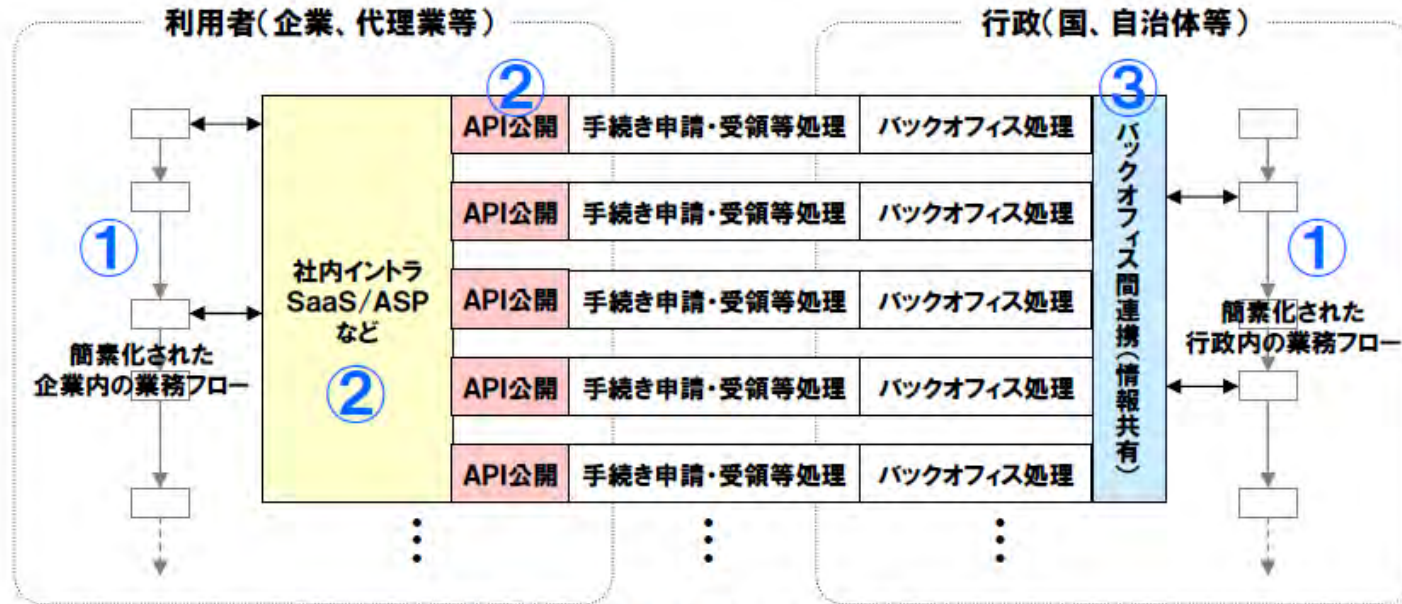 利用者(企業、代理業等)
行政(国、自治体等)
②
③
API公開 手続き申請・受領等処理 バックオフィス処理
API公開 手続き申請・受領等処理 バックオフィス処理
API公開 手続き申請・受領等処理 バックオフィス処理
API公開 手続き申請・受領等処理 バックオフィス処理
API公開 手続き申請・受領等処理 バックオフィス処理
①
簡素化された
企業内の業務フロー
社内イントラ
SaaS/ASP
など
②
バックオフィス間連携(情報共有)
①
簡素化された
行政内の業務フロー